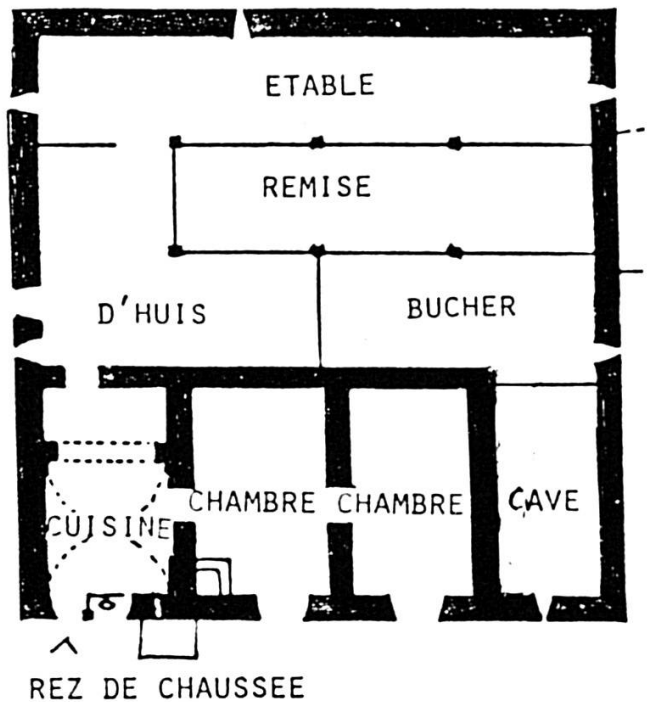 ETABLE
REMISE
D'HUIS
BUCHER
CHAMBRE
CHAMBRE
CAVE
CUISINE
REZ DE CHAUSSEE